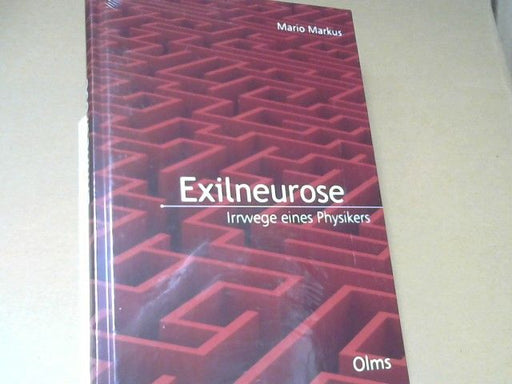 Mario Markus
Exilneurose
Irrwege eines Physikers
Olms